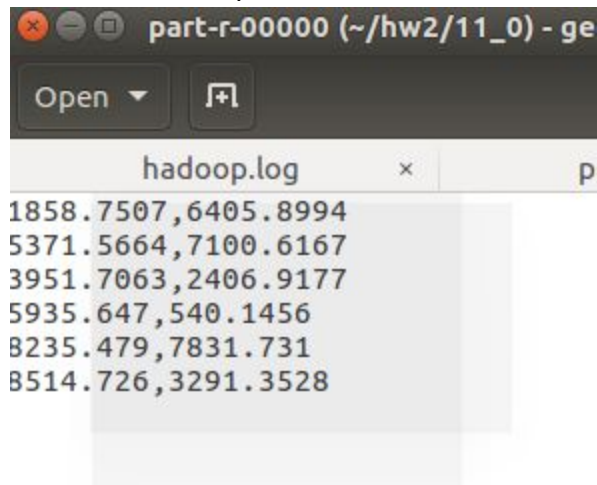 part-r-00000 (~/hw2/11_0) - ge
Open
hadoop.log × p
1858.7507,6405.8994
5371.5664,7100.6167
3951.7063,2406.9177
5935.647,540.1456
8235.479,7831.731
8514.726,3291.3528